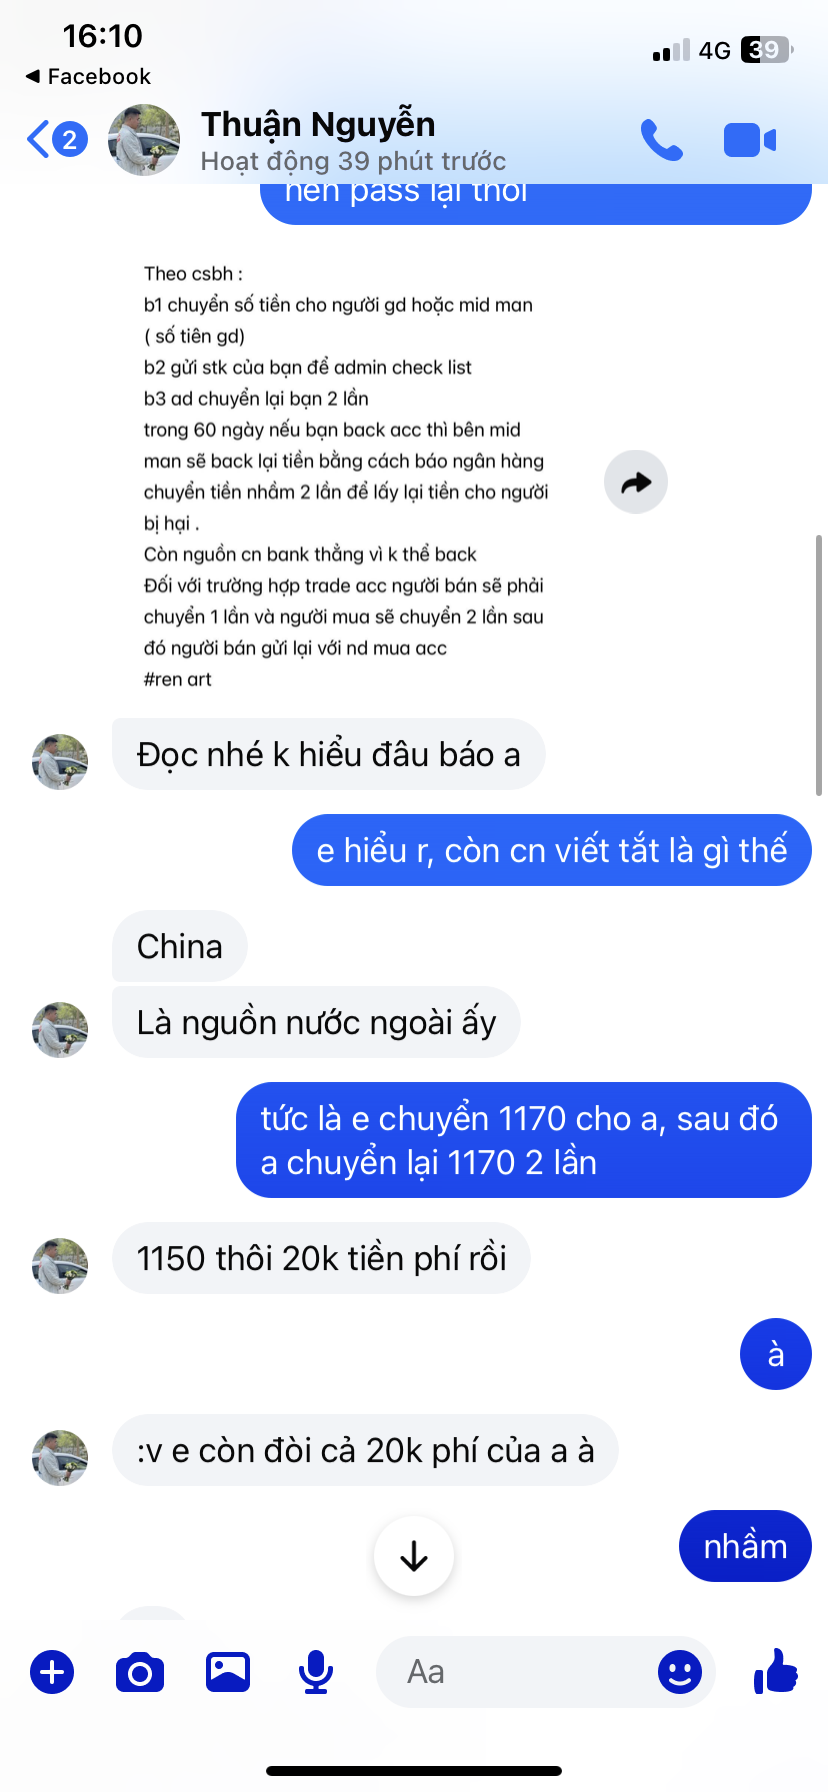 16:10
4G
39
Facebook
2
Thuận Nguyễn
Hoạt động 39 phút trước
nên pass lại thôi
Theo csbh :
b1 chuyển số tiền cho người gd hoặc mid man
( số tiên gd)
b2 gửi stk của bạn để admin check list
b3 ad chuyển lại bạn 2 lần
trong 60 ngày nếu bạn back acc thì bên mid
man sẽ back lại tiền bằng cách báo ngân hàng
chuyển tiền nhầm 2 lần để lấy lại tiền cho người
bị hại .
Còn nguồn cn bank thẳng vì k thể back
Đối với trường hợp trade acc người bán sẽ phải
chuyển 1 lần và người mua sẽ chuyển 2 lần sau
đó người bán gửi lại với nd mua acc
#ren art
Đọc nhé k hiểu đâu báo a
e hiểu r, còn cn viết tắt là gì thế
China
Là nguồn nước ngoài ấy
tức là e chuyển 1170 cho a, sau đó
a chuyển lại 1170 2 lần
1150 thôi 20k tiền phí rồi
à
:v e còn đòi cả 20k phí của a à
nhầm
Aa